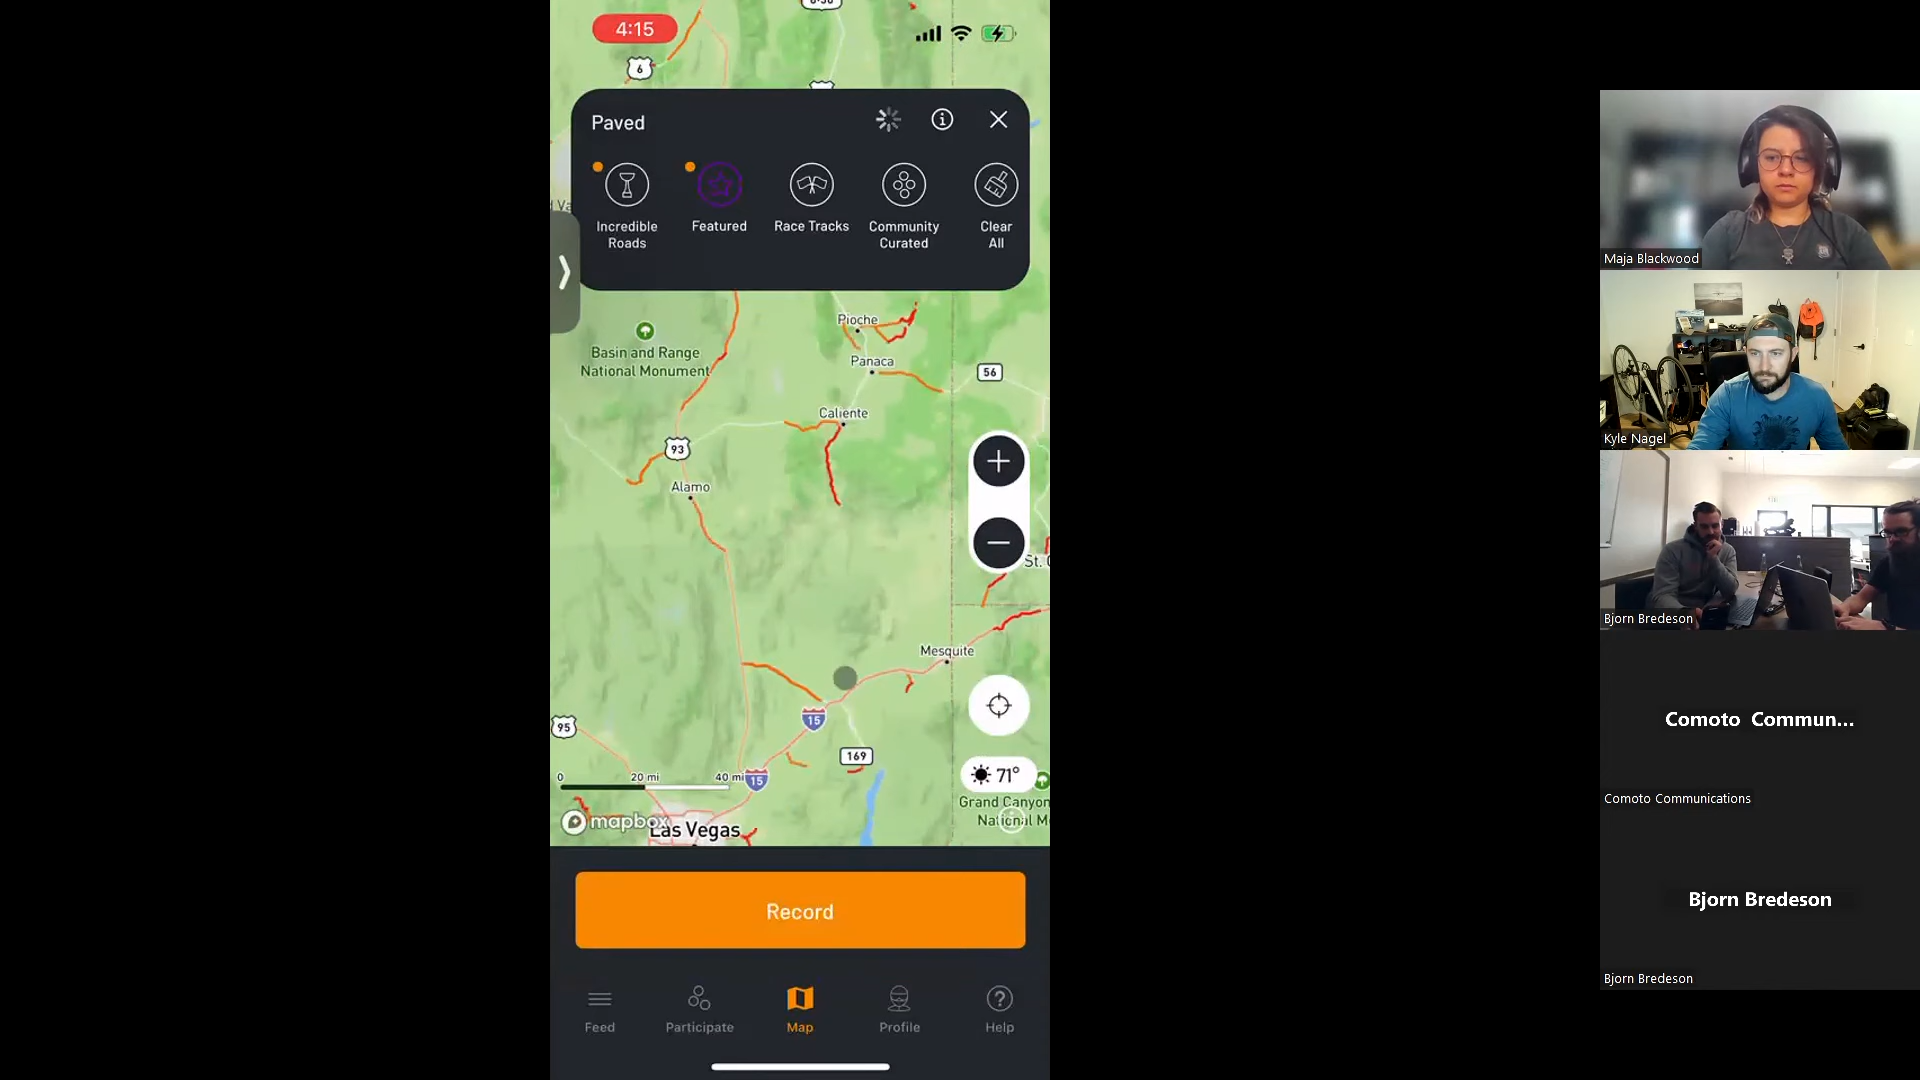 4:15
6
Paved
Incredible
Roads
Featured
Race Tracks
Community
Curated
Clear
All
Pioche
Basin and Range
National Monument
Panaca
56
Caliente
93
Alamo
St.
Mesquite
15
95
169
0 20 mi 40 mi
15
71°
Grand Canyon
National M
mapbox
Las Vegas
Record
Feed
Participate
Map
Profile
Help
Maja Blackwood
Kyle Nagel
Bjorn Bredeson
Comoto Commun...
Comoto Communications
Bjorn Bredeson
Bjorn Bredeson